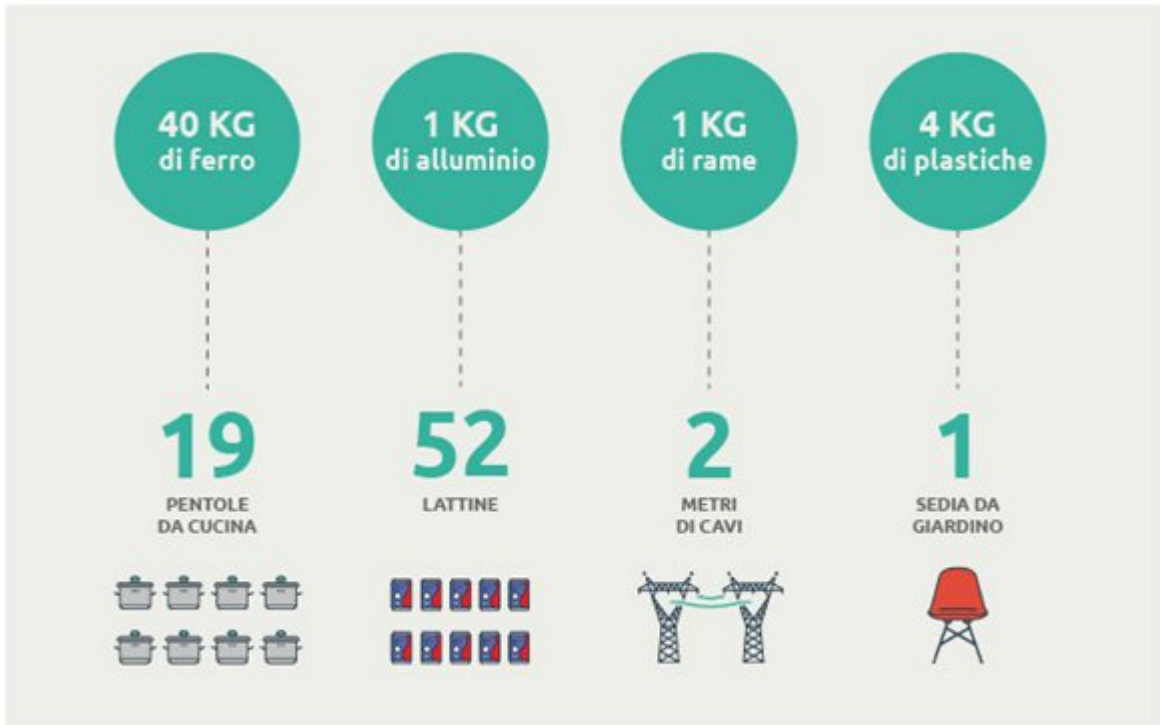 40 KG
di ferro
1 KG
di alluminio
1 KG
di rame
4 KG
di plastiche
19
PENTOLE
DA CUCINA
52
LATTINE
2
METRI
DI CAVI
1
SEDIA DA
GIARDINO